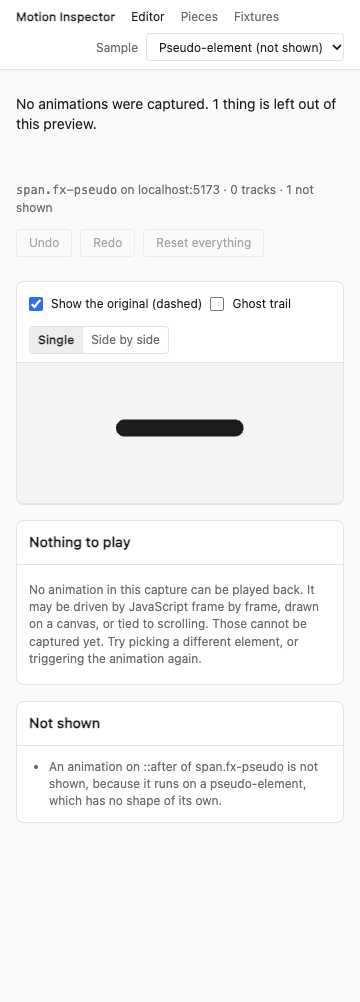 Motion Inspector Editor Pieces Fixtures
Sample Pseudo-element (not shown)
No animations were captured. 1 thing is left out of
this preview.
span.fx-pseudo on localhost:5173 · 0 tracks · 1 not
shown
Undo Redo Reset everything
Show the original (dashed) Ghost trail
Single Side by side
Nothing to play
No animation in this capture can be played back. It
may be driven by JavaScript frame by frame, drawn
on a canvas, or tied to scrolling. Those cannot be
captured yet. Try picking a different element, or
triggering the animation again.
Not shown
• An animation on ::after of span.fx-pseudo is not
shown, because it runs on a pseudo-element,
which has no shape of its own.